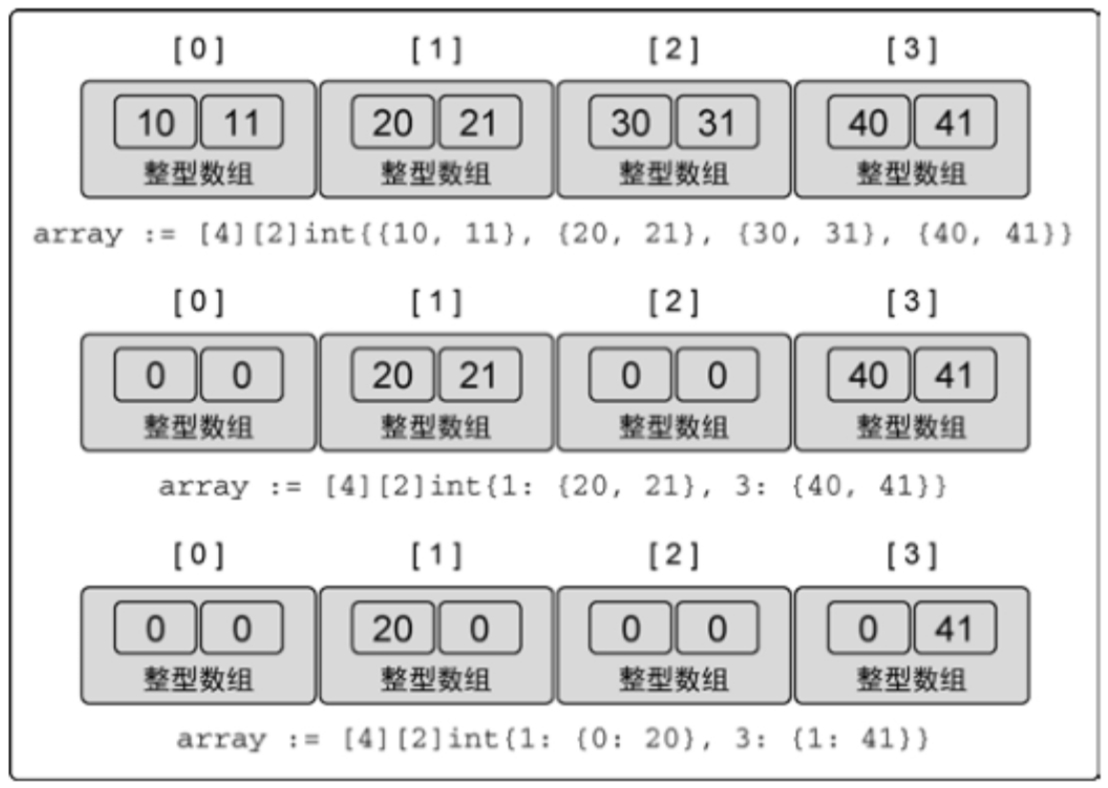 [0] [1] [2] [3]
10 11 20 21 30 31 40 41
整型数组 整型数组 整型数组 整型数组
array := [4][2]int{{10, 11}, {20, 21}, {30, 31}, {40, 41}}
[0] [1] [2] [3]
0 0 20 21 0 0 40 41
整型数组 整型数组 整型数组 整型数组
array := [4][2]int{1: {20, 21}, 3: {40, 41}}
[0] [1] [2] [3]
0 0 20 0 0 0 0 41
整型数组 整型数组 整型数组 整型数组
array := [4][2]int{1: {0: 20}, 3: {1: 41}}